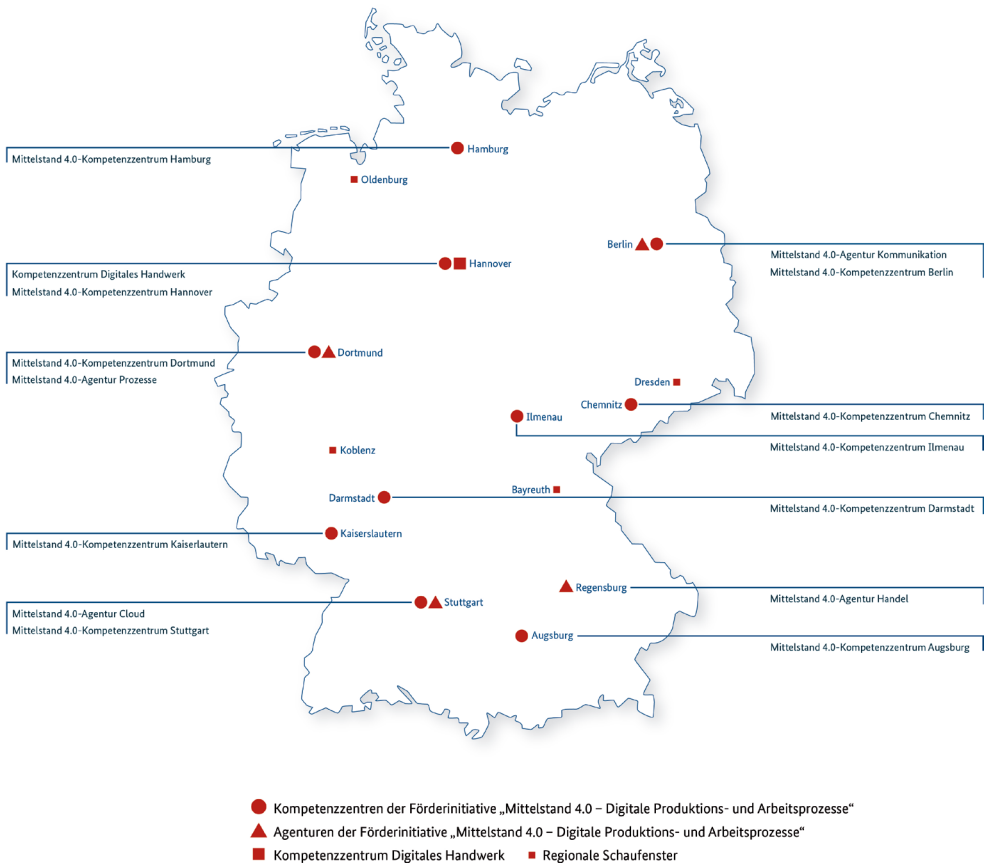 Hamburg
Mittelstand 4.0-Kompetenzzentrum Hamburg
Oldenburg
Berlin
Mittelstand 4.0-Agentur Kommunikation
Mittelstand 4.0-Kompetenzzentrum Berlin
Hannover
Kompetenzzentrum Digitales Handwerk
Mittelstand 4.0-Kompetenzzentrum Hannover
Dortmund
Mittelstand 4.0-Kompetenzzentrum Dortmund
Mittelstand 4.0-Agentur Prozesse
Dresden
Chemnitz
Mittelstand 4.0-Kompetenzzentrum Chemnitz
Ilmenau
Mittelstand 4.0-Kompetenzzentrum Ilmenau
Koblenz
Bayreuth
Darmstadt
Mittelstand 4.0-Kompetenzzentrum Darmstadt
Kaiserslautern
Mittelstand 4.0-Kompetenzzentrum Kaiserlautern
Regensburg
Mittelstand 4.0-Agentur Handel
Stuttgart
Mittelstand 4.0-Agentur Cloud
Mittelstand 4.0-Kompetenzzentrum Stuttgart
Augsburg
Mittelstand 4.0-Kompetenzzentrum Augsburg
Kompetenzzentren der Förderinitiative „Mittelstand 4.0 – Digitale Produktions- und Arbeitsprozesse“
Agenturen der Förderinitiative „Mittelstand 4.0 – Digitale Produktions- und Arbeitsprozesse“
Kompetenzzentrum Digitales Handwerk
Regionale Schaufenster